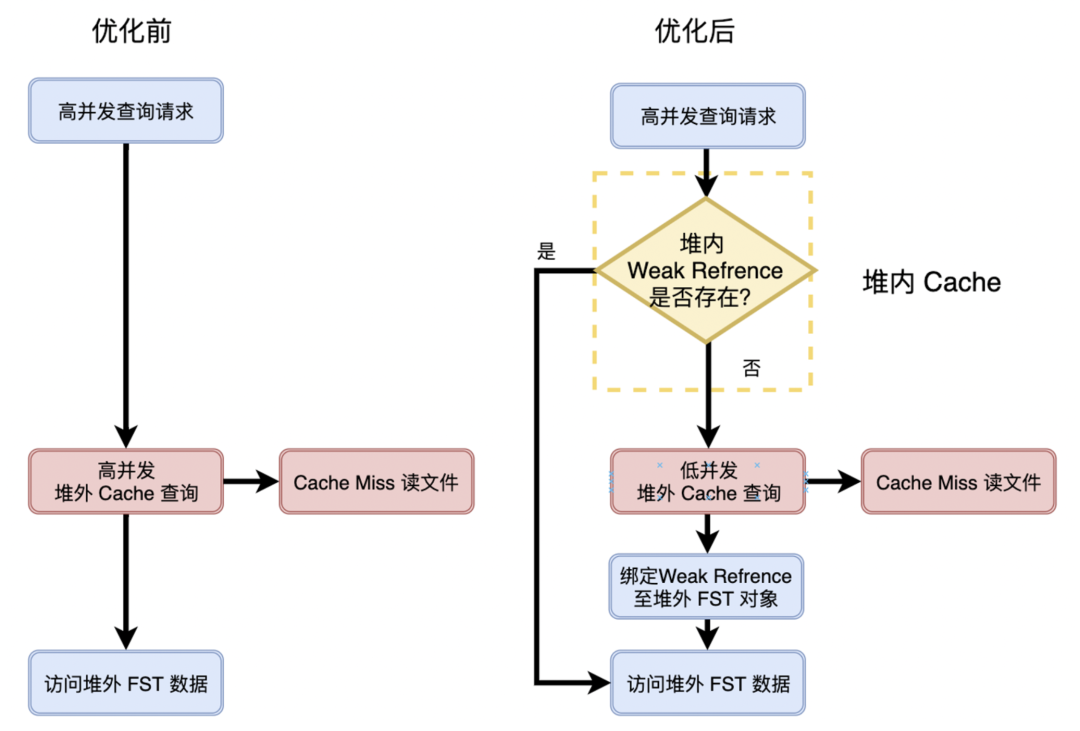 优化前
高并发查询请求
高并发
堆外 Cache 查询
Cache Miss 读文件
访问堆外 FST 数据
优化后
高并发查询请求
堆内
Weak Refrence
是否存在?
是
否
堆内 Cache
低并发
堆外 Cache 查询
Cache Miss 读文件
绑定Weak Refrence
至堆外 FST 对象
访问堆外 FST 数据